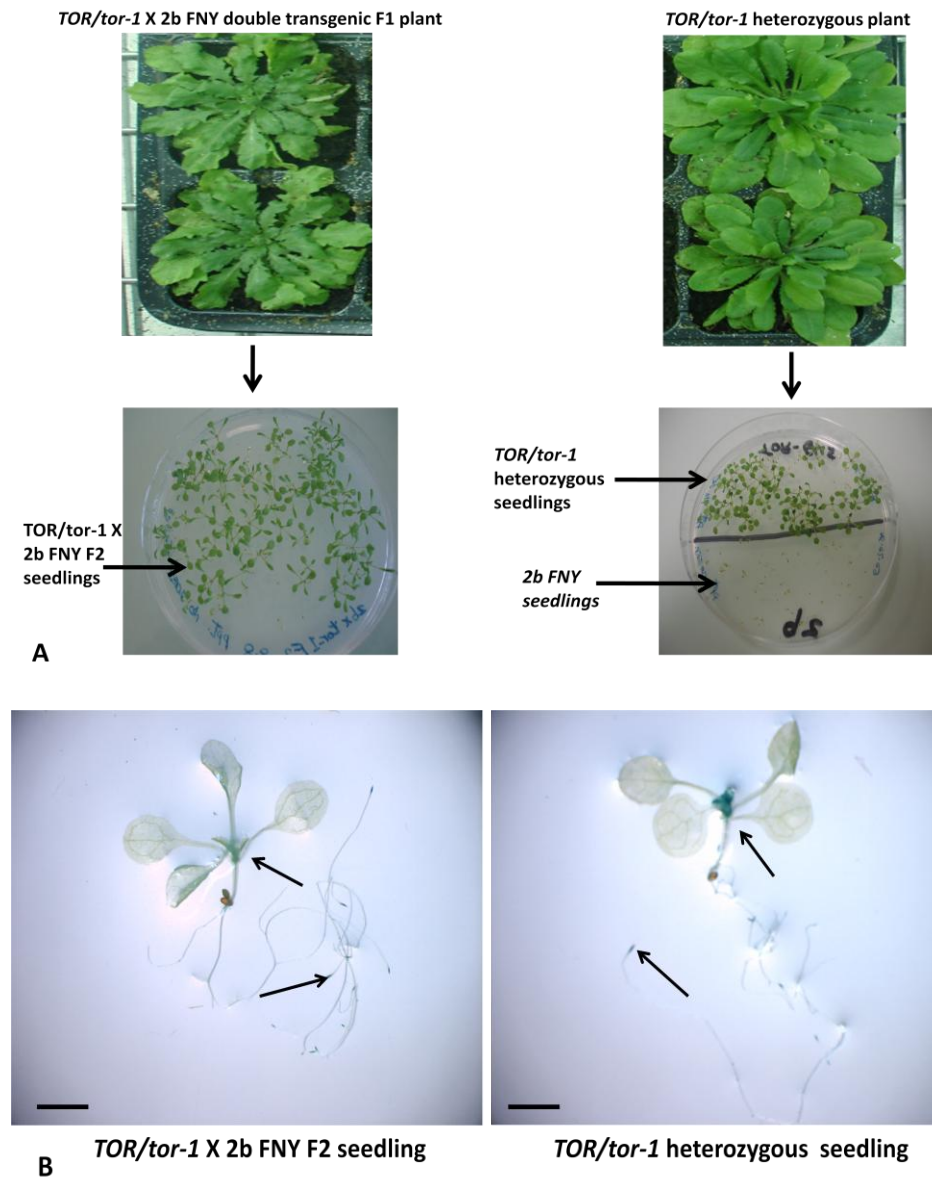 TOR/tor-1 X 2b FNY double transgenic F1 plant
TOR/tor-1 heterozygous plant
TOR/tor-1 X
2b FNY F2
seedlings
TOR/tor-1
heterozygous
seedlings
2b FNY
seedlings
A
TOR/tor-1 X 2b FNY F2 seedling
TOR/tor-1 heterozygous seedling
B